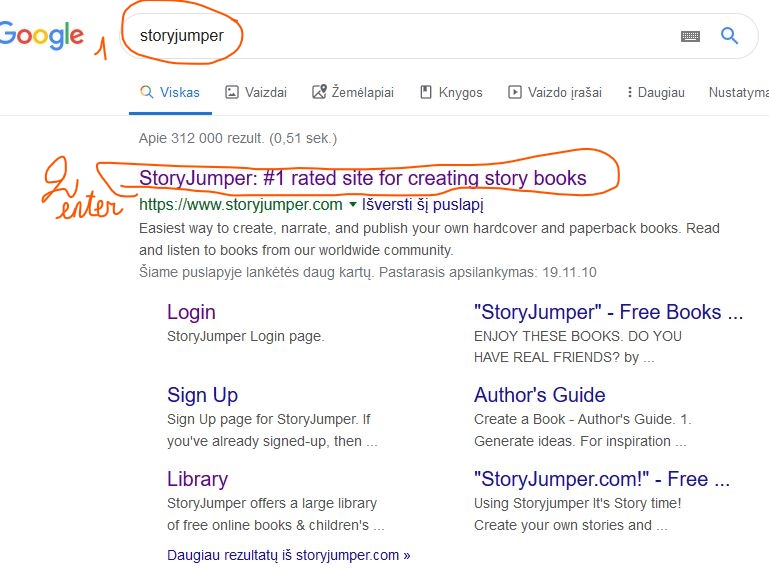 Google
1
storyjumper
Viskas Vaizdai Žemėlapiai Knygos Vaizdo įrašai Daugiau Nustatyma
Apie 312 000 rezult. (0,51 sek.)
2
enter
StoryJumper: #1 rated site for creating story books
https://www.storyjumper.com Išversti šį puslapį
Easiest way to create, narrate, and publish your own hardcover and paperback books. Read
and listen to books from our worldwide community.
Šiame puslapyje lankėtės daug kartų. Pastarasis apsilankymas: 19.11.10
Login
StoryJumper Login page.
"StoryJumper" - Free Books ...
ENJOY THESE BOOKS. DO YOU
HAVE REAL FRIENDS? by ...
Sign Up
Sign Up page for StoryJumper. If
you've already signed-up, then ...
Author's Guide
Create a Book - Author's Guide. 1.
Generate ideas. For inspiration ...
Library
StoryJumper offers a large library
of free online books & children's ...
"StoryJumper.com!" - Free ...
Using Storyjumper It's Story time!
Create your own stories and ...
Daugiau rezultatų iš storyjumper.com »